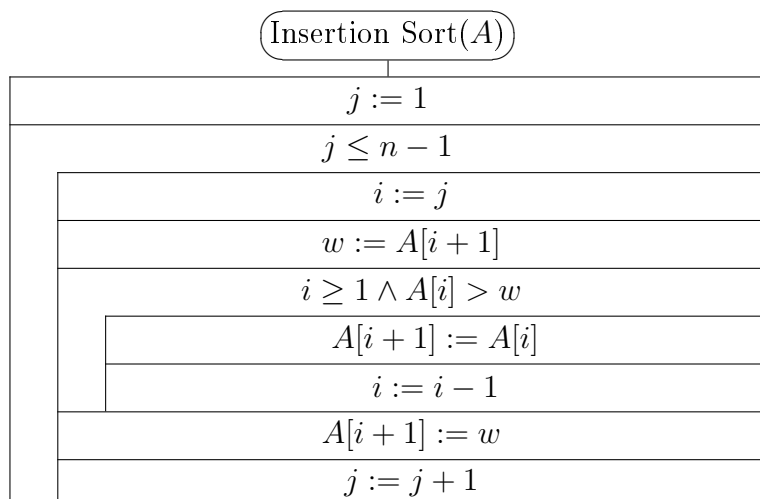 Insertion Sort(A)
j := 1
j ≤ n − 1
i := j
w := A[i + 1]
i ≥ 1 ∧ A[i] > w
A[i + 1] := A[i]
i := i − 1
A[i + 1] := w
j := j + 1